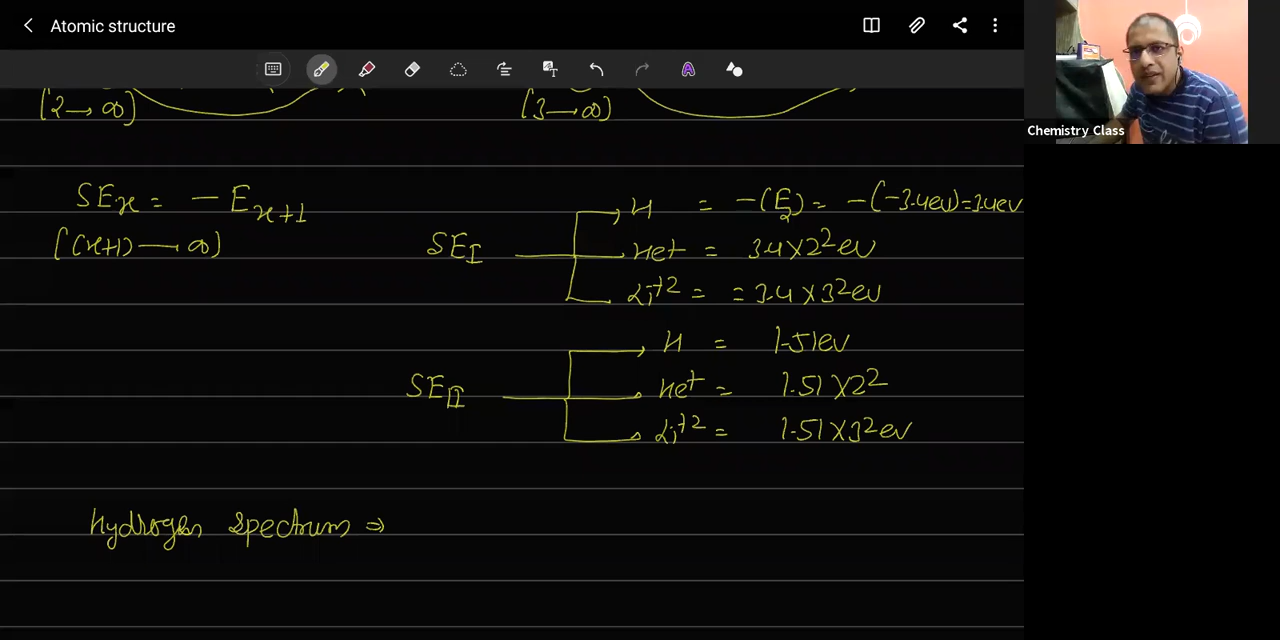 Atomic structure
Chemistry Class
[2 → ∞) [3 → ∞)
SEx = - Ex+1
[(x+1) → ∞)
SE_I
H = -(E₂) = -(-3.4ev) = 3.4ev
He+ = 3.4 X 2² ev
Li+2 = = 3.4 X 3² ev
SE_II
H = 1.51ev
He+ = 1.51 X 2²
Li+2 = 1.51 X 3² ev
Hydrogen Spectrum ⇒